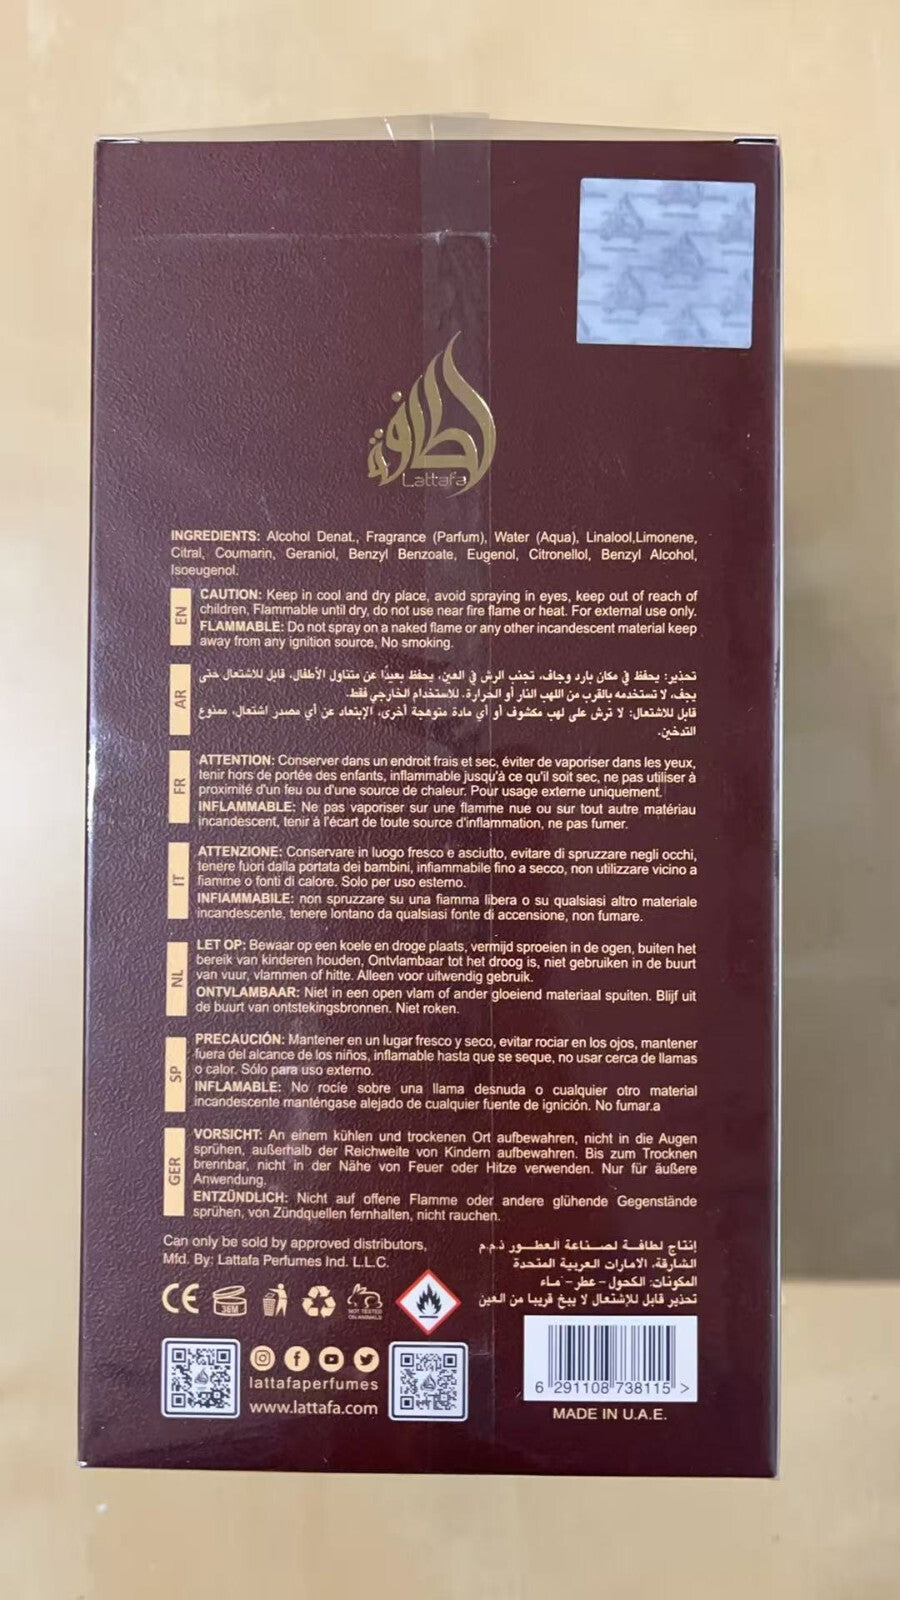 لطافة
Lattafa
INGREDIENTS: Alcohol Denat., Fragrance (Parfum), Water (Aqua), Linalool,Limonene,
Citral, Coumarin, Geraniol, Benzyl Benzoate, Eugenol, Citronellol, Benzyl Alcohol,
Isoeugenol.
EN
CAUTION: Keep in cool and dry place, avoid spraying in eyes, keep out of reach of
children, Flammable until dry, do not use near fire flame or heat. For external use only.
FLAMMABLE: Do not spray on a naked flame or any other incandescent material keep
away from any ignition source, No smoking.
AR
تحذير: يحفظ في مكان بارد وجاف، تجنب الرش في العين، يحفظ بعيدًا عن متناول الأطفال، قابل للاشتعال حتى
يجف، لا تستخدمه بالقرب من اللهب النار أو الحرارة. للاستخدام الخارجي فقط.
قابل للاشتعال: لا ترش على لهب مكشوف أو أي مادة متوهجة أخرى، الإبتعاد عن أي مصدر اشتعال، ممنوع
التدخين.
FR
ATTENTION: Conserver dans un endroit frais et sec, éviter de vaporiser dans les yeux,
tenir hors de portée des enfants, inflammable jusqu'à ce qu'il soit sec, ne pas utiliser à
proximité d'un feu ou d'une source de chaleur. Pour usage externe uniquement.
INFLAMMABLE: Ne pas vaporiser sur une flamme nue ou sur tout autre matériau
incandescent, tenir à l'écart de toute source d'inflammation, ne pas fumer.
IT
ATTENZIONE: Conservare in luogo fresco e asciutto, evitare di spruzzare negli occhi,
tenere fuori dalla portata dei bambini, infiammabile fino a secco, non utilizzare vicino a
fiamme o fonti di calore. Solo per uso esterno.
INFIAMMABILE: non spruzzare su una fiamma libera o su qualsiasi altro materiale
incandescente, tenere lontano da qualsiasi fonte di accensione, non fumare.
NL
LET OP: Bewaar op een koele en droge plaats, vermijd sproeien in de ogen, buiten het
bereik van kinderen houden, Ontvlambaar tot het droog is, niet gebruiken in de buurt
van vuur, vlammen of hitte. Alleen voor uitwendig gebruik.
ONTVLAMBAAR: Niet in een open vlam of ander gloeiend materiaal spuiten. Blijf uit
de buurt van ontstekingsbronnen. Niet roken.
SP
PRECAUCIÓN: Mantener en un lugar fresco y seco, evitar rociar en los ojos, mantener
fuera del alcance de los niños, inflamable hasta que se seque, no usar cerca de llamas
o calor. Sólo para uso externo.
INFLAMABLE: No rocíe sobre una llama desnuda o cualquier otro material
incandescente manténgase alejado de cualquier fuente de ignición. No fumar.a
GER
VORSICHT: An einem kühlen und trockenen Ort aufbewahren, nicht in die Augen
sprühen, außerhalb der Reichweite von Kindern aufbewahren. Bis zum Trocknen
brennbar, nicht in der Nähe von Feuer oder Hitze verwenden. Nur für äußere
Anwendung.
ENTZÜNDLICH: Nicht auf offene Flamme oder andere glühende Gegenstände
sprühen, von Zündquellen fernhalten, nicht rauchen.
Can only be sold by approved distributors,
Mfd. By: Lattafa Perfumes Ind. L.L.C.
إنتاج لطافة لصناعة العطور ذ.م.م
الشارقة، الامارات العربية المتحدة
المكونات: الكحول - عطر - ماء
تحذير قابل للإشتعال لا يبخ قريبا من العين
CE
36M
NOT TESTED
ON ANIMALS
lattafaperfumes
www.lattafa.com
6 291108 738115 >
MADE IN U.A.E.